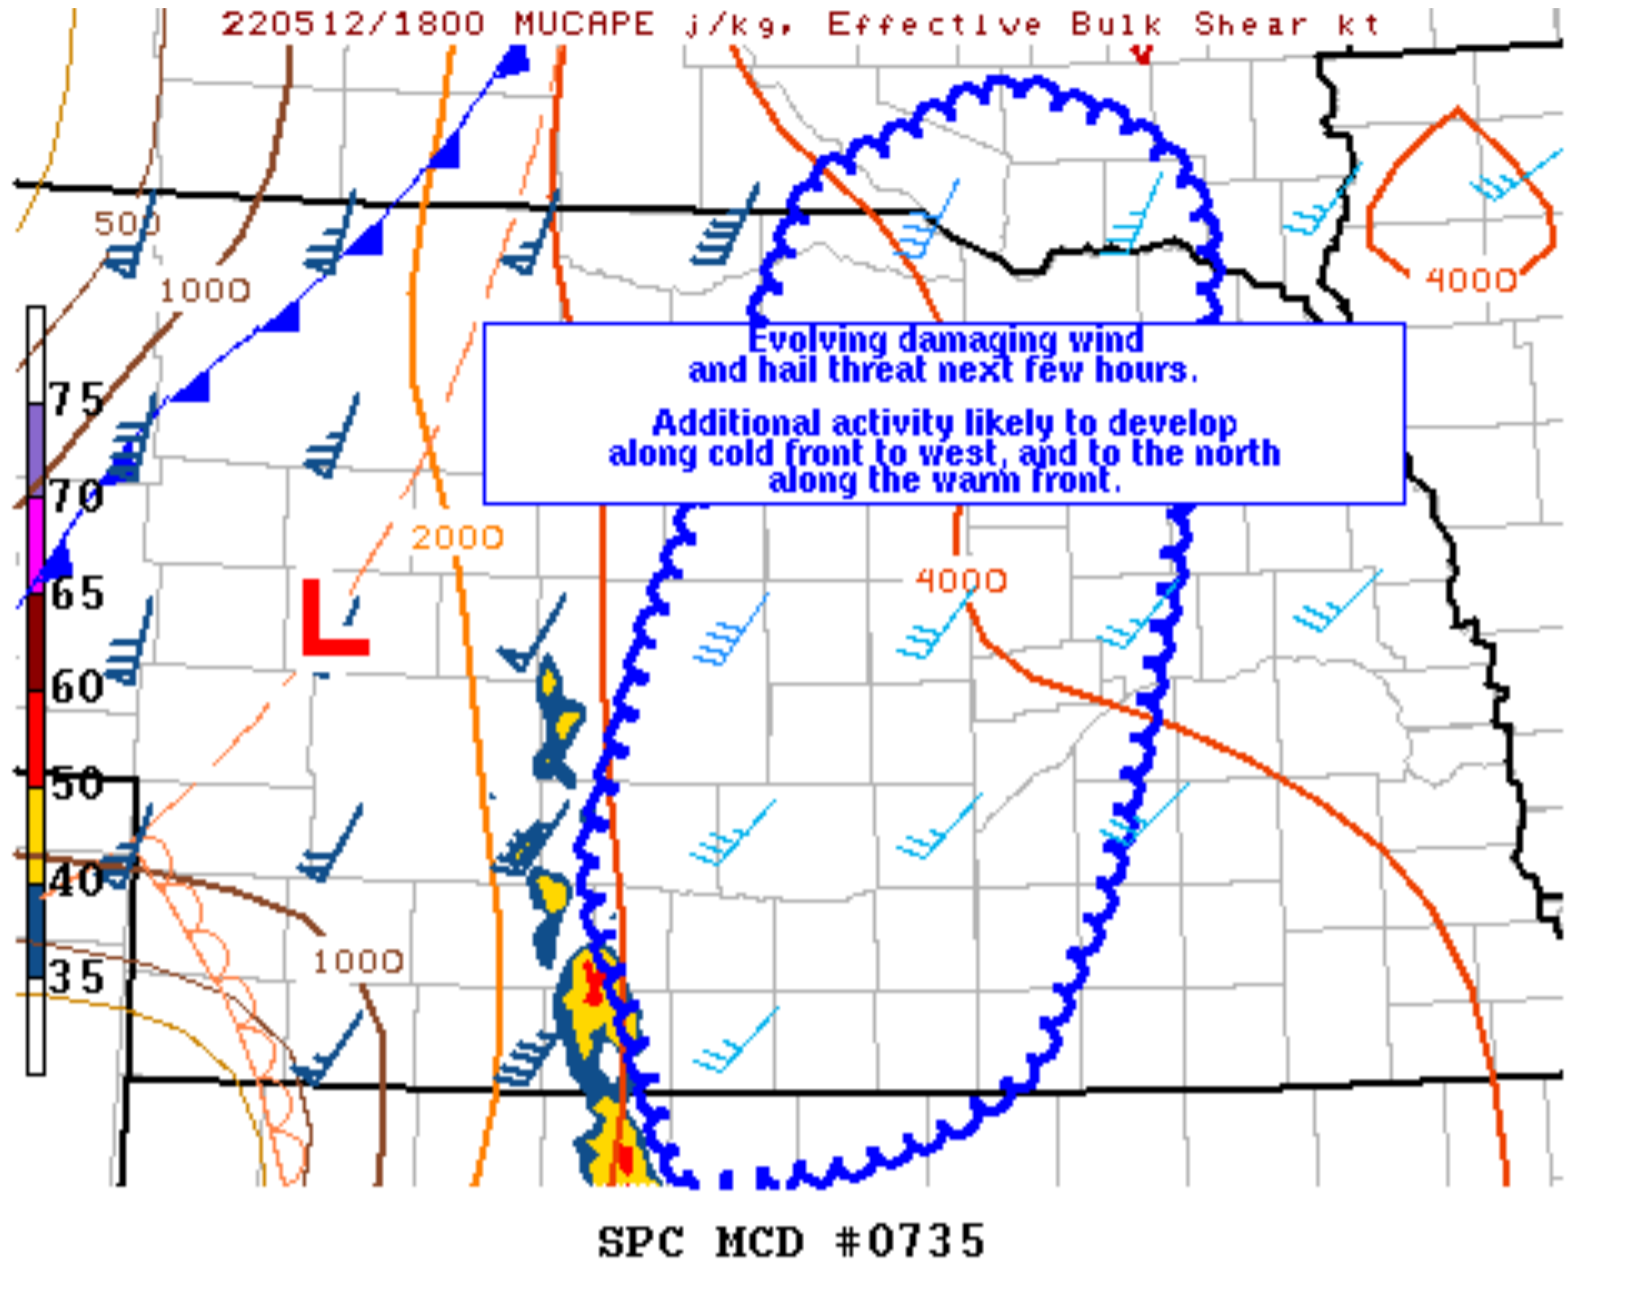 220512/1800 MUCAPE j/kg, Effective Bulk Shear kt
500
1000
4000
Evolving damaging wind
and hail threat next few hours.
Additional activity likely to develop
along cold front to west, and to the north
along the warm front.
75
70
65
60
50
40
35
2000
4000
L
1000
SPC MCD #0735